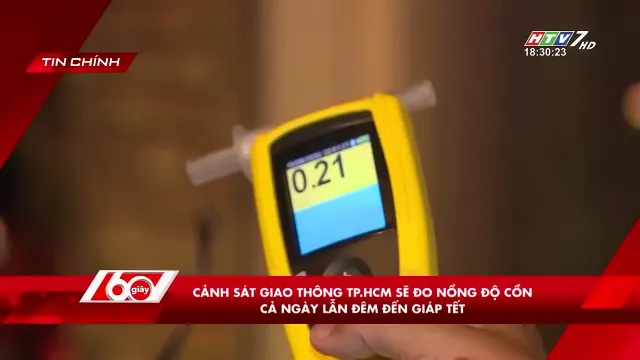 TIN CHÍNH
HTV7 HD
18:30:23
0.21
60 giây
CẢNH SÁT GIAO THÔNG TP.HCM SẼ ĐO NỒNG ĐỘ CỒN
CẢ NGÀY LẪN ĐÊM ĐẾN GIÁP TẾT